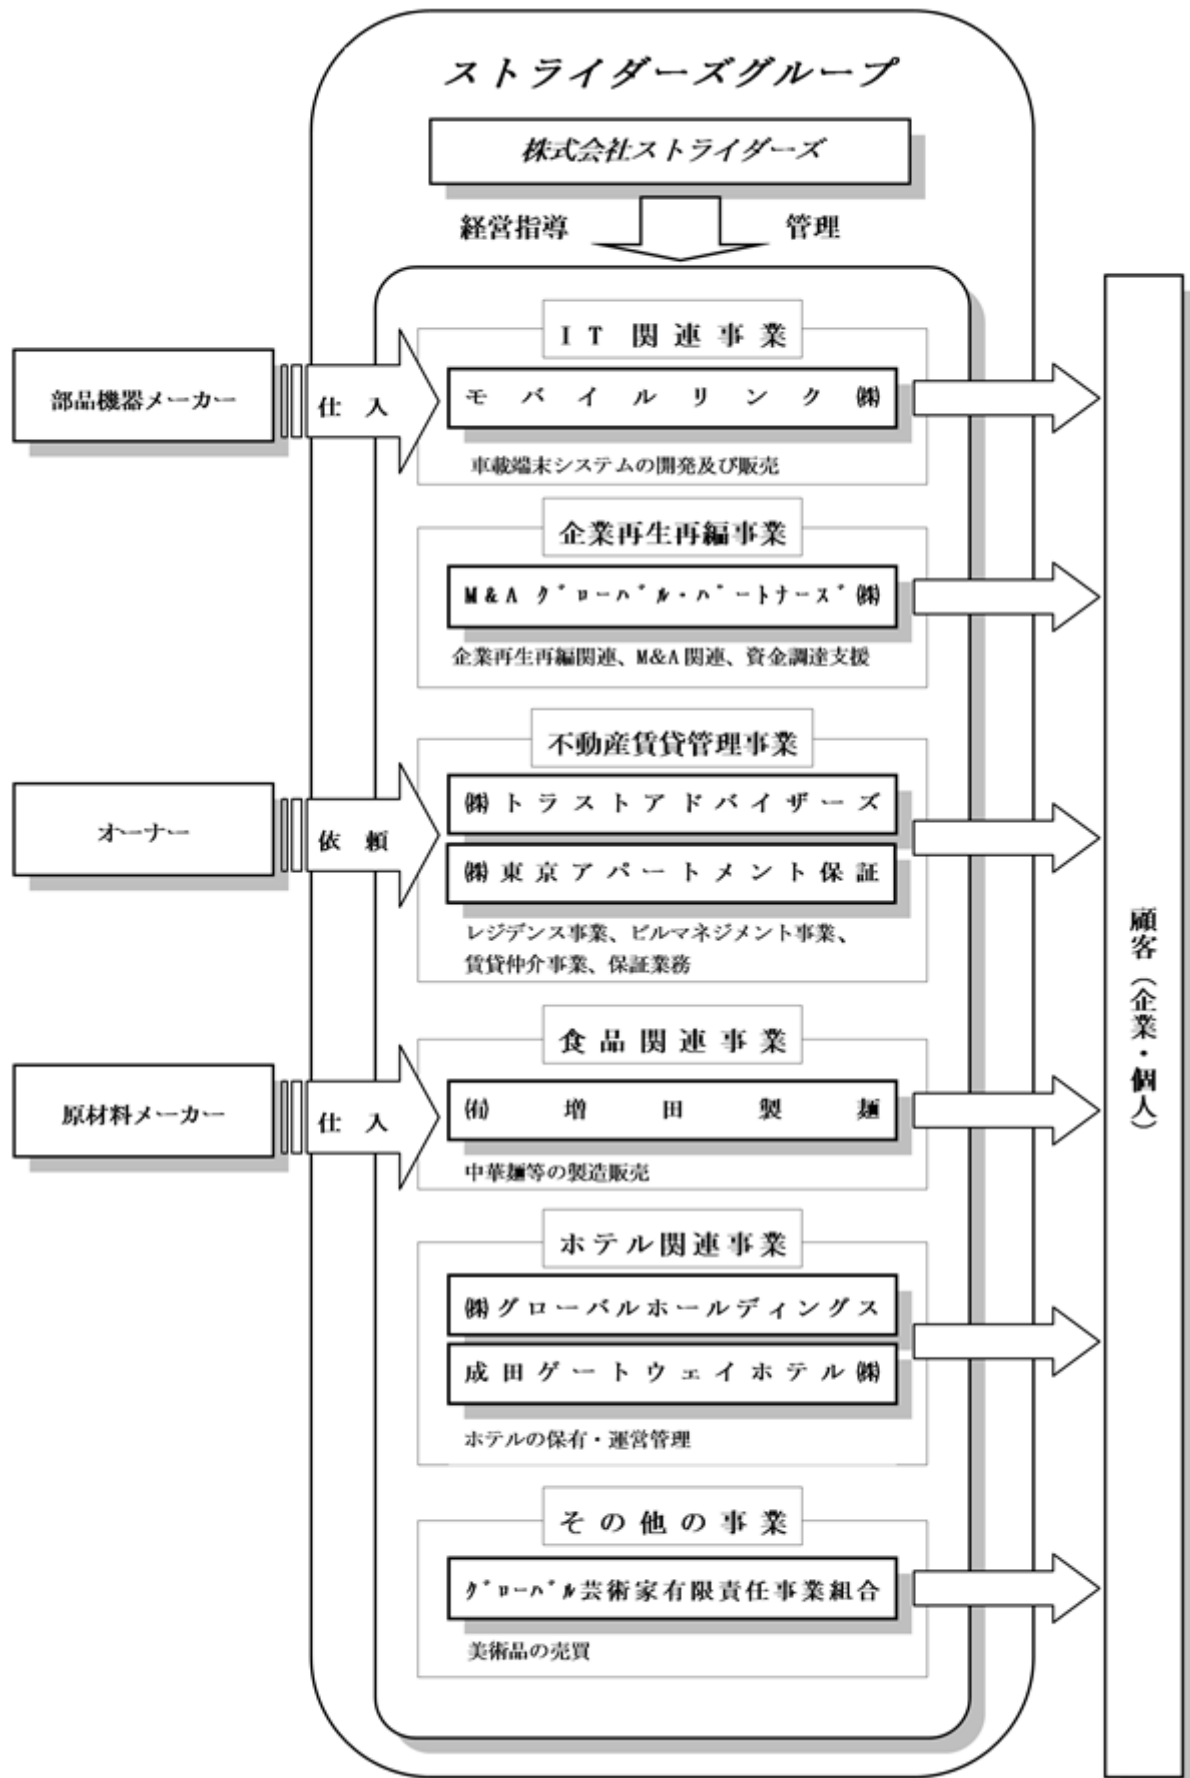 ストライダーズグループ
株式会社ストライダーズ
経営指導 管理
IT関連事業
部品機器メーカー
仕入
モバイルリンク㈱
車載端末システムの開発及び販売
企業再生再編事業
M&Aグローバル・パートナーズ㈱
企業再生再編関連、M&A関連、資金調達支援
不動産賃貸管理事業
㈱トラストアドバイザーズ
オーナー
依頼
㈱東京アパートメント保証
レジデンス事業、ビルマネジメント事業、
賃貸仲介事業、保証業務
食品関連事業
原材料メーカー
仕入
㈲増田製麺
中華麺等の製造販売
ホテル関連事業
㈱グローバルホールディングス
成田ゲートウェイホテル㈱
ホテルの保有・運営管理
その他の事業
グローバル芸術家有限責任事業組合
美術品の売買
顧客（企業・個人）